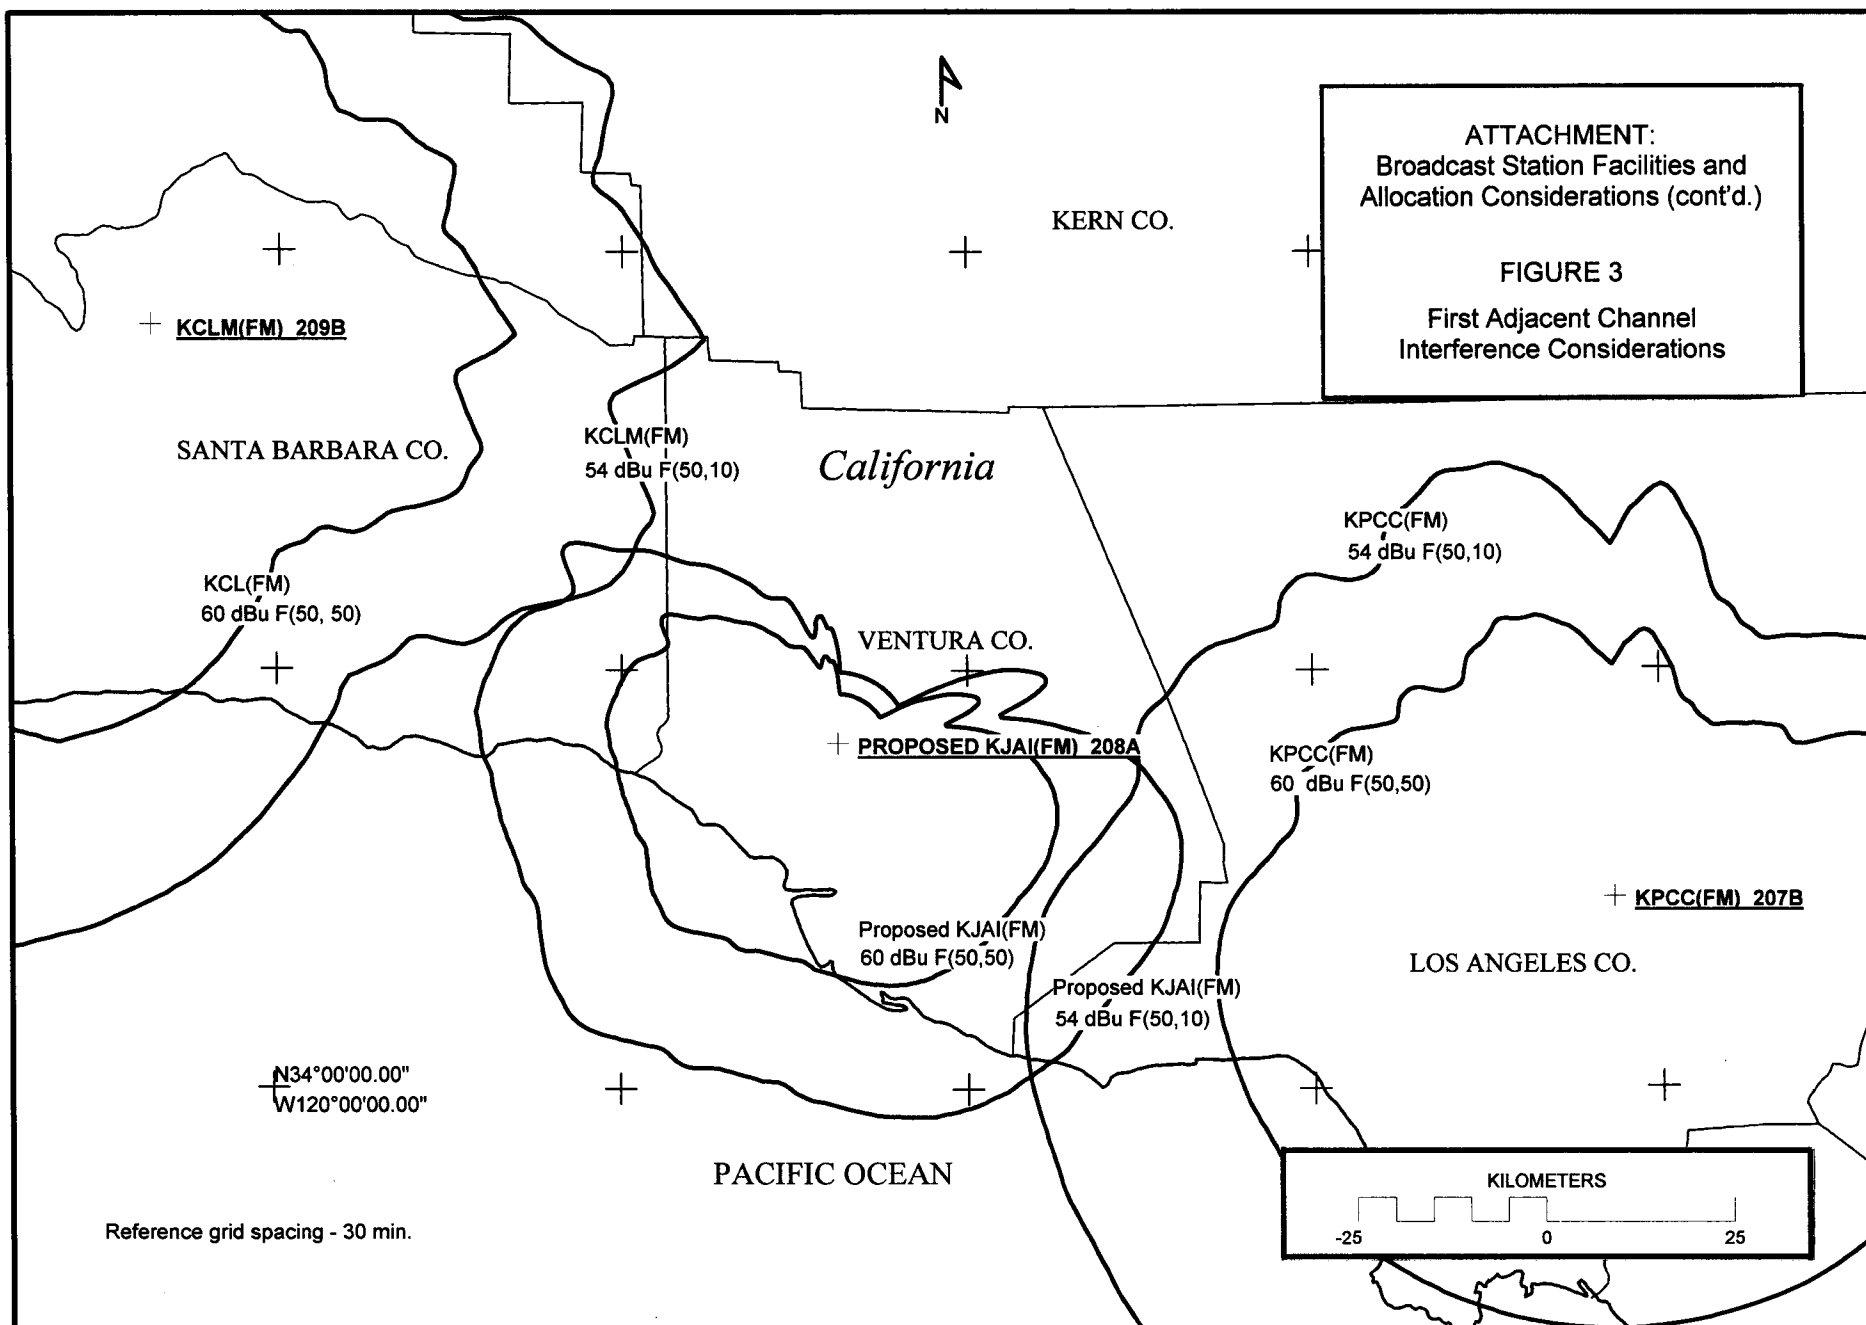 N
ATTACHMENT:
Broadcast Station Facilities and
Allocation Considerations (cont'd.)
FIGURE 3
First Adjacent Channel
Interference Considerations
KERN CO.
KCLM(FM) 209B
SANTA BARBARA CO.
KCLM(FM)
54 dBu F(50,10)
California
KPCC(FM)
54 dBu F(50,10)
KCL(FM)
60 dBu F(50, 50)
VENTURA CO.
PROPOSED KJAI(FM) 208A
KPCC(FM)
60 dBu F(50,50)
KPCC(FM) 207B
Proposed KJAI(FM)
60 dBu F(50,50)
LOS ANGELES CO.
Proposed KJAI(FM)
54 dBu F(50,10)
N34°00'00.00"
W120°00'00.00"
PACIFIC OCEAN
KILOMETERS
-25 0 25
Reference grid spacing - 30 min.